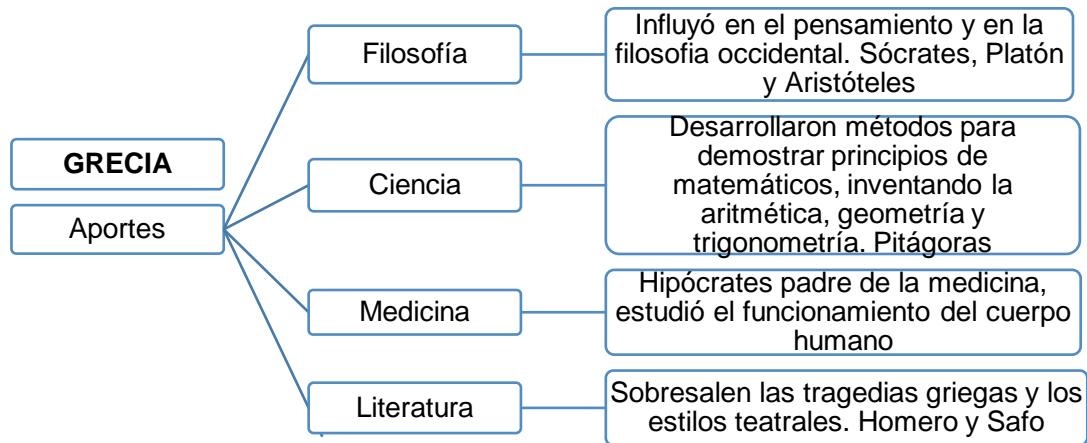 GRECIA
Aportes
Filosofía
Influyó en el pensamiento y en la
filosofia occidental. Sócrates, Platón
y Aristóteles
Ciencia
Desarrollaron métodos para
demostrar principios de
matemáticos, inventando la
aritmética, geometría y
trigonometría. Pitágoras
Medicina
Hipócrates padre de la medicina,
estudió el funcionamiento del cuerpo
humano
Literatura
Sobresalen las tragedias griegas y los
estilos teatrales. Homero y Safo